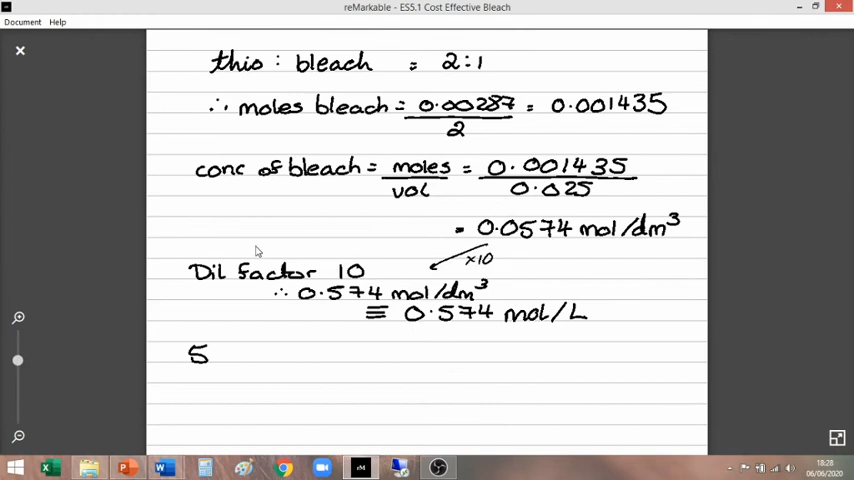 reMarkable - ES5.1 Cost Effective Bleach
Document Help
thio : bleach = 2:1
∴ moles bleach = 0.00287 / 2 = 0.001435
conc of bleach = moles / vol = 0.001435 / 0.025
= 0.0574 mol/dm³
×10
Dil factor 10
∴ 0.574 mol/dm³
≡ 0.574 mol/L
5
rM
18:28
06/06/2020